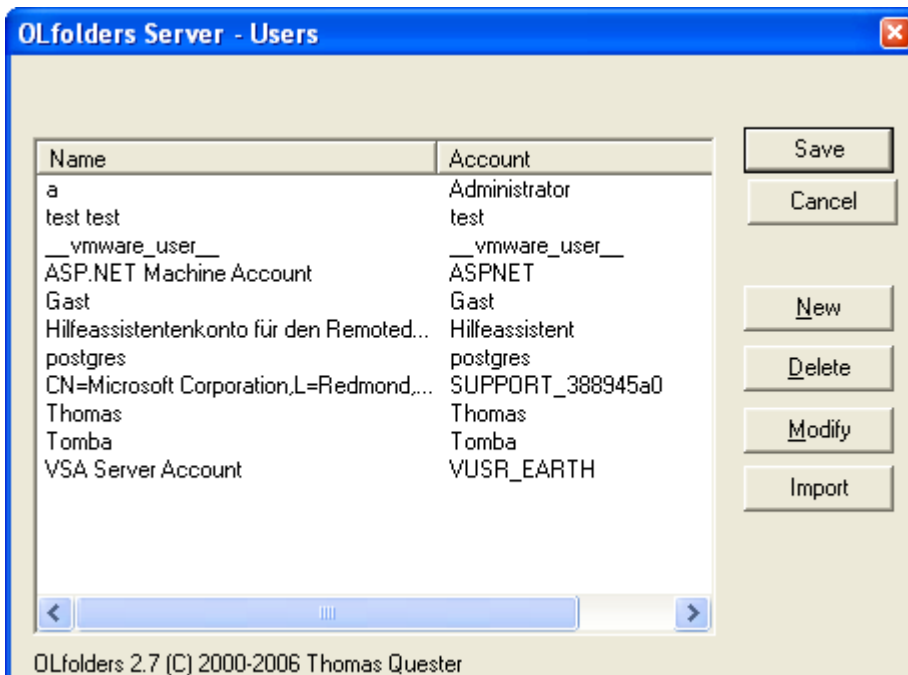 OLfolders Server - Users
Name Account
a Administrator
test test test
__vmware_user__ __vmware_user__
ASP.NET Machine Account ASPNET
Gast Gast
Hilfeassistentenkonto für den Remoted... Hilfeassistent
postgres postgres
CN=Microsoft Corporation,L=Redmond,... SUPPORT_388945a0
Thomas Thomas
Tomba Tomba
VSA Server Account VUSR_EARTH
Save
Cancel
New
Delete
Modify
Import
OLfolders 2.7 (C) 2000-2006 Thomas Quester